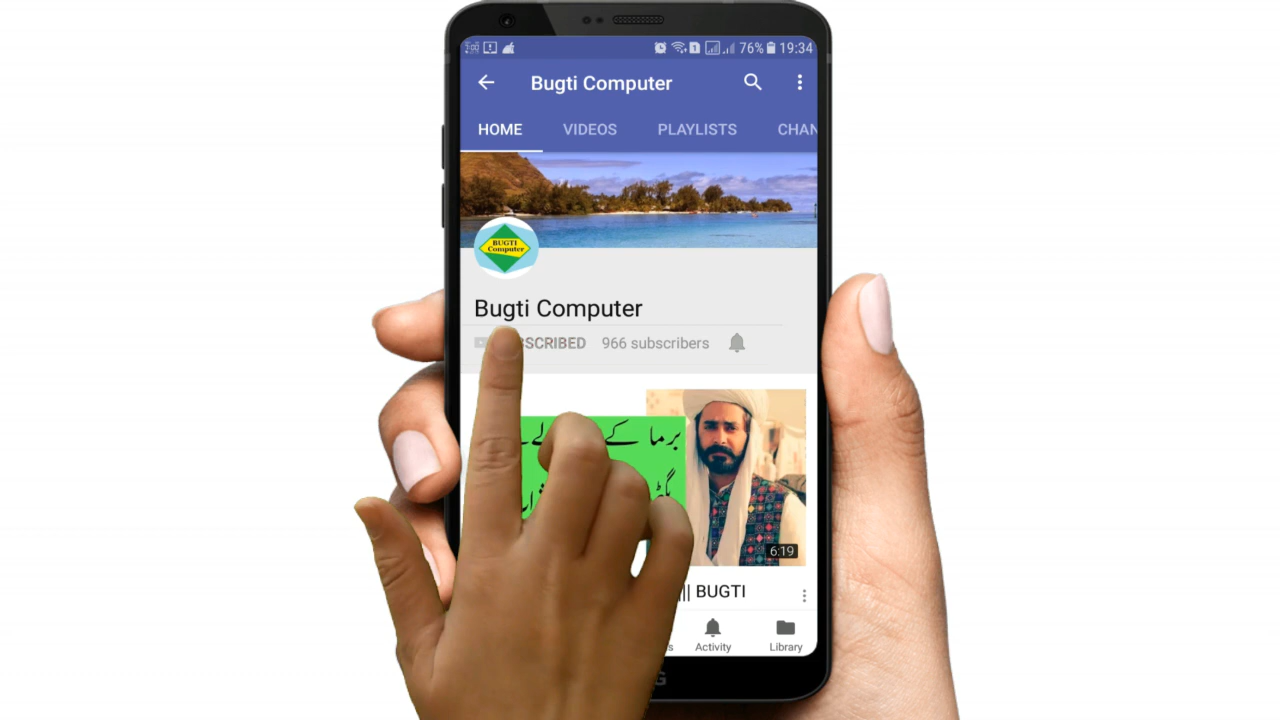 76% 19:34
Bugti Computer
HOME VIDEOS PLAYLISTS CHAN
BUGTI
Computer
Bugti Computer
SCRIBED 966 subscribers
برما کے
6:19
|| BUGTI
Activity Library